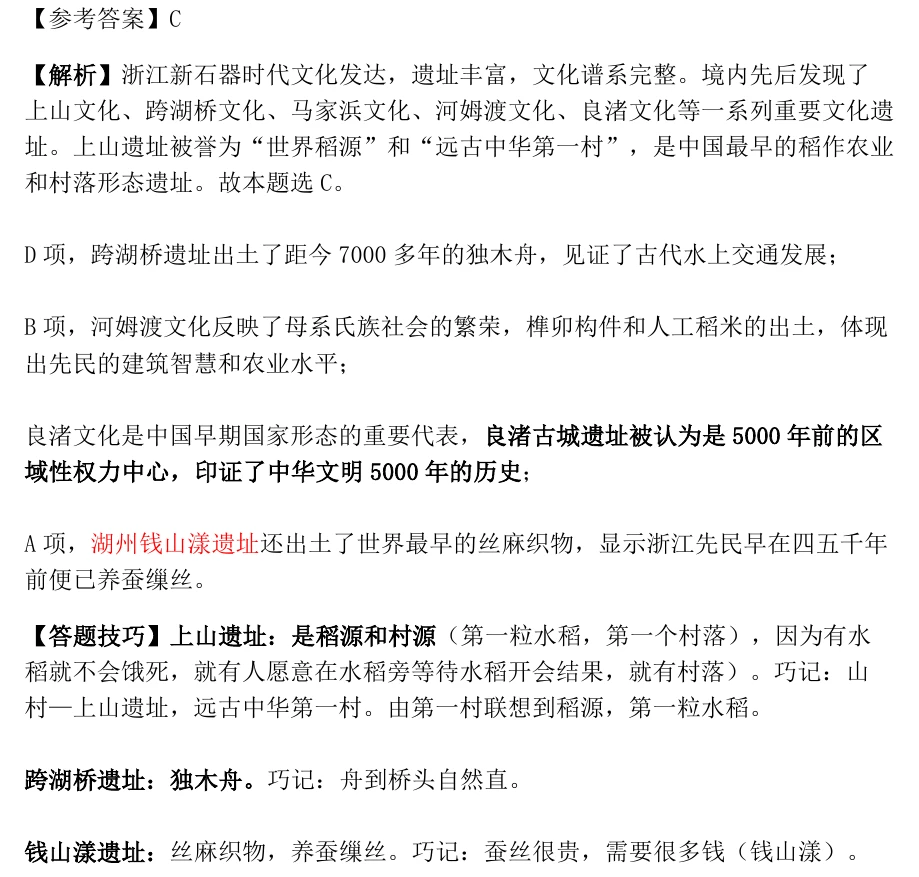 【参考答案】C
【解析】浙江新石器时代文化发达，遗址丰富，文化谱系完整。境内先后发现了
上山文化、跨湖桥文化、马家浜文化、河姆渡文化、良渚文化等一系列重要文化遗
址。上山遗址被誉为“世界稻源”和“远古中华第一村”，是中国最早的稻作农业
和村落形态遗址。故本题选 C。
D 项，跨湖桥遗址出土了距今 7000 多年的独木舟，见证了古代水上交通发展；
B 项，河姆渡文化反映了母系氏族社会的繁荣，榫卯构件和人工稻米的出土，体现
出先民的建筑智慧和农业水平；
良渚文化是中国早期国家形态的重要代表，良渚古城遗址被认为是 5000 年前的区
域性权力中心，印证了中华文明 5000 年的历史；
A 项，湖州钱山漾遗址还出土了世界最早的丝麻织物，显示浙江先民早在四五千年
前便已养蚕缫丝。
【答题技巧】上山遗址：是稻源和村源（第一粒水稻，第一个村落），因为有水
稻就不会饿死，就有人愿意在水稻旁等待水稻开会结果，就有村落）。巧记：山
村—上山遗址，远古中华第一村。由第一村联想到稻源，第一粒水稻。
跨湖桥遗址：独木舟。巧记：舟到桥头自然直。
钱山漾遗址：丝麻织物，养蚕缫丝。巧记：蚕丝很贵，需要很多钱（钱山漾）。